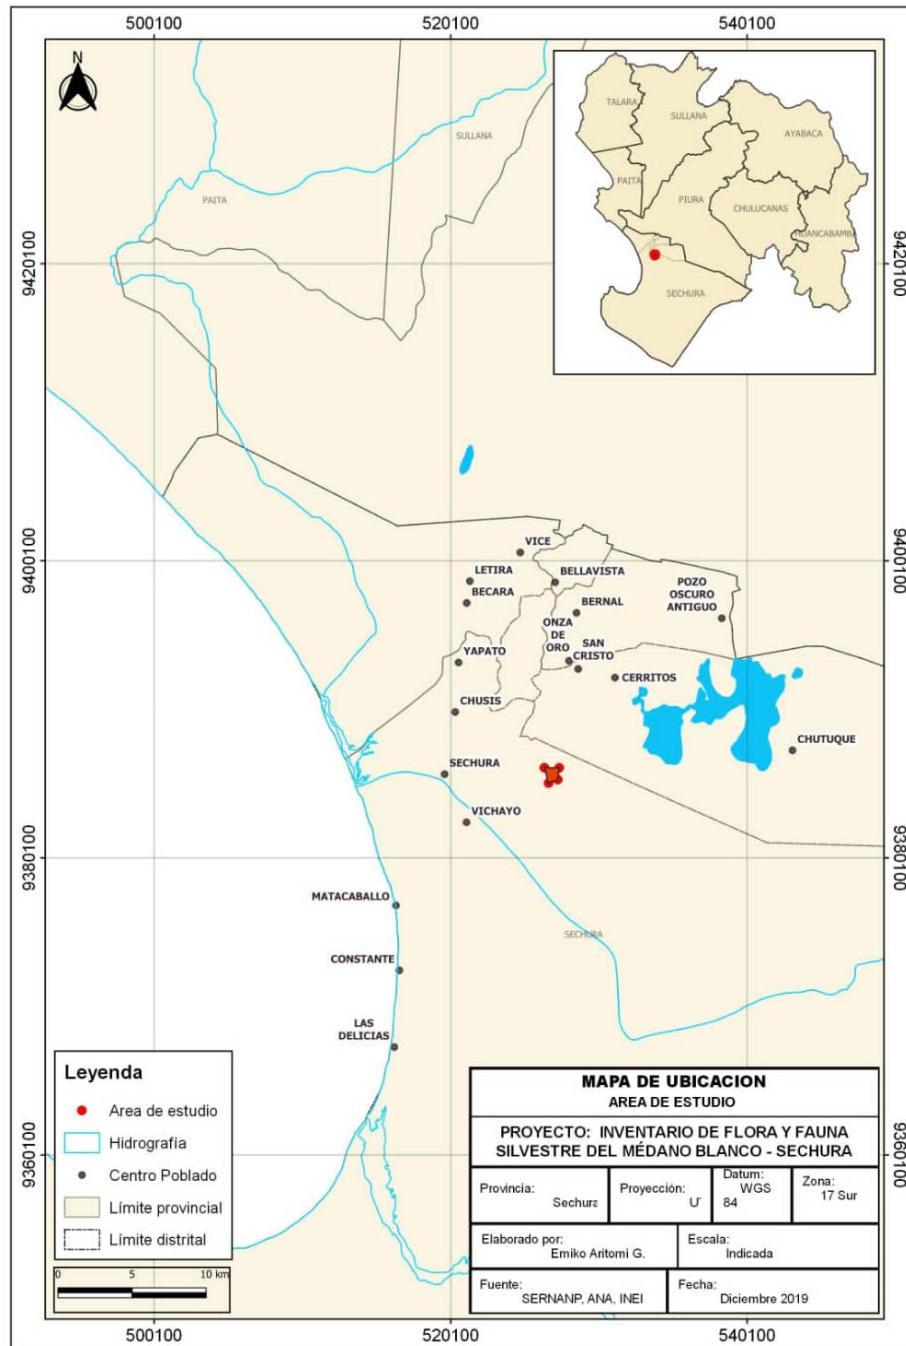 500100 520100 540100
N
TALARA
SULLANA
AYABACA
PAITA
PIURA
CHULUCANAS
HUANCABAMBA
SECHURA
SULLANA
PAITA
9420100 9420100
VICE
9400100 9400100
LETIRA
BELLAVISTA
BECARA
BERNAL
POZO
OSCURO
ANTIGUO
ONZA
DE
ORO
SAN
CRISTO
YAPATO
CERRITOS
CHUSIS
CHUTUQUE
SECHURA
VICHAYO
9380100 9380100
MATACABALLO
SECHURA
CONSTANTE
LAS
DELICIAS
9360100 9360100
Leyenda
Area de estudio
Hidrografía
Centro Poblado
Límite provincial
Límite distrital
0 5 10 km
MAPA DE UBICACION
AREA DE ESTUDIO
PROYECTO: INVENTARIO DE FLORA Y FAUNA
SILVESTRE DEL MÉDANO BLANCO - SECHURA
Provincia:
Sechura
Proyección:
UT
Datum:
WGS
84
Zona:
17 Sur
Elaborado por:
Emiko Aritomi G.
Escala:
Indicada
Fuente:
SERNANP, ANA, INEI
Fecha:
Diciembre 2019
500100 520100 540100